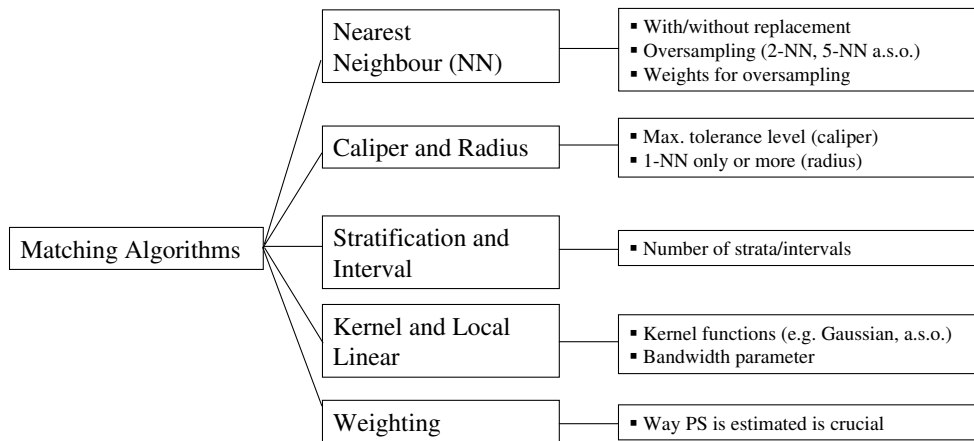 Nearest
Neighbour (NN)
▪ With/without replacement
▪ Oversampling (2-NN, 5-NN a.s.o.)
▪ Weights for oversampling
Caliper and Radius
▪ Max. tolerance level (caliper)
▪ 1-NN only or more (radius)
Matching Algorithms
Stratification and
Interval
▪ Number of strata/intervals
Kernel and Local
Linear
▪ Kernel functions (e.g. Gaussian, a.s.o.)
▪ Bandwidth parameter
Weighting
▪ Way PS is estimated is crucial